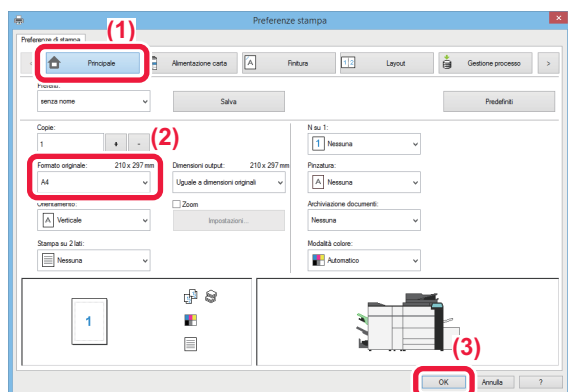 Preferenze stampa
Preferenze di stampa
(1)
Principale
Alimentazione carta
Finitura
Layout
Gestione processo
Preferiti:
senza nome
Salva
Predefiniti
Copie:
1
+
-
(2)
N su 1:
1 Nessuna
Formato originale: 210 x 297 mm
A4
Dimensioni output: 210 x 297 mm
Uguale a dimensioni originali
Pinzatura:
Nessuna
Orientamento:
Verticale
Zoom
Impostazioni...
Archiviazione documenti:
Nessuna
Stampa su 2 lati:
Nessuna
Modalità colore:
Automatico
1
(3)
OK
Annulla
?